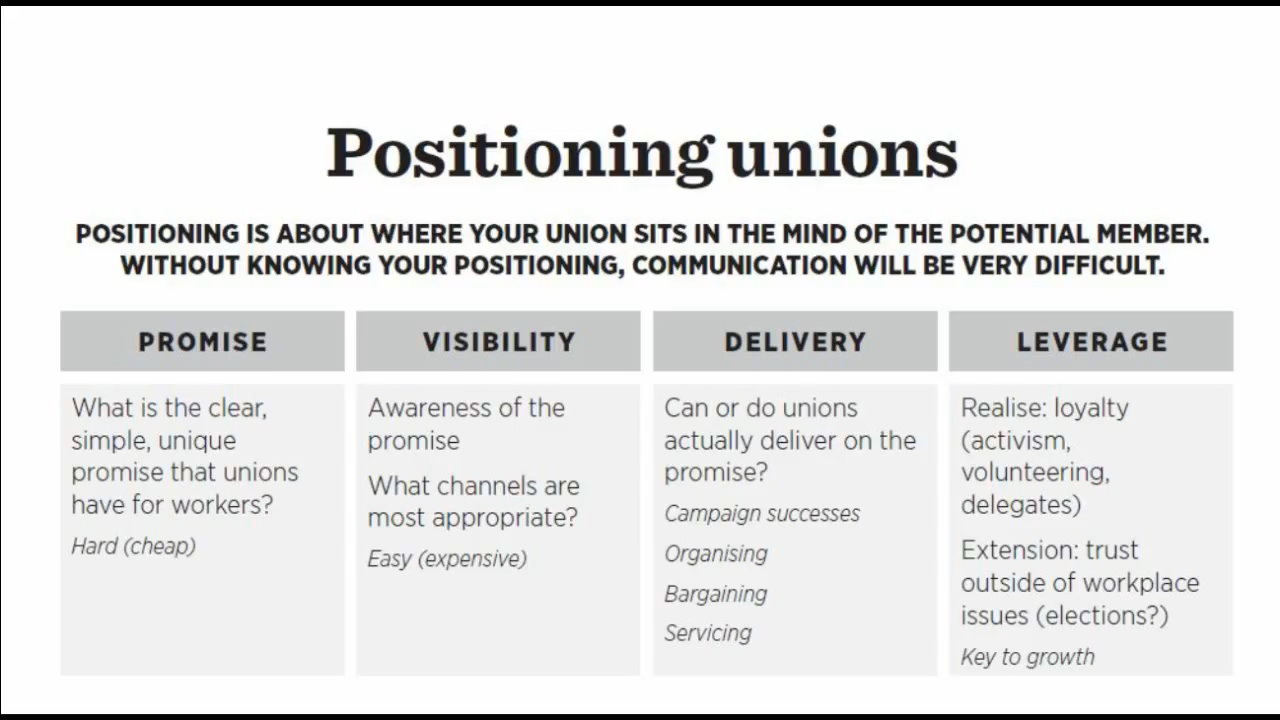 Positioning unions
POSITIONING IS ABOUT WHERE YOUR UNION SITS IN THE MIND OF THE POTENTIAL MEMBER.
WITHOUT KNOWING YOUR POSITIONING, COMMUNICATION WILL BE VERY DIFFICULT.
PROMISE
What is the clear,
simple, unique
promise that unions
have for workers?
Hard (cheap)
VISIBILITY
Awareness of the
promise
What channels are
most appropriate?
Easy (expensive)
DELIVERY
Can or do unions
actually deliver on the
promise?
Campaign successes
Organising
Bargaining
Servicing
LEVERAGE
Realise: loyalty
(activism,
volunteering,
delegates)
Extension: trust
outside of workplace
issues (elections?)
Key to growth